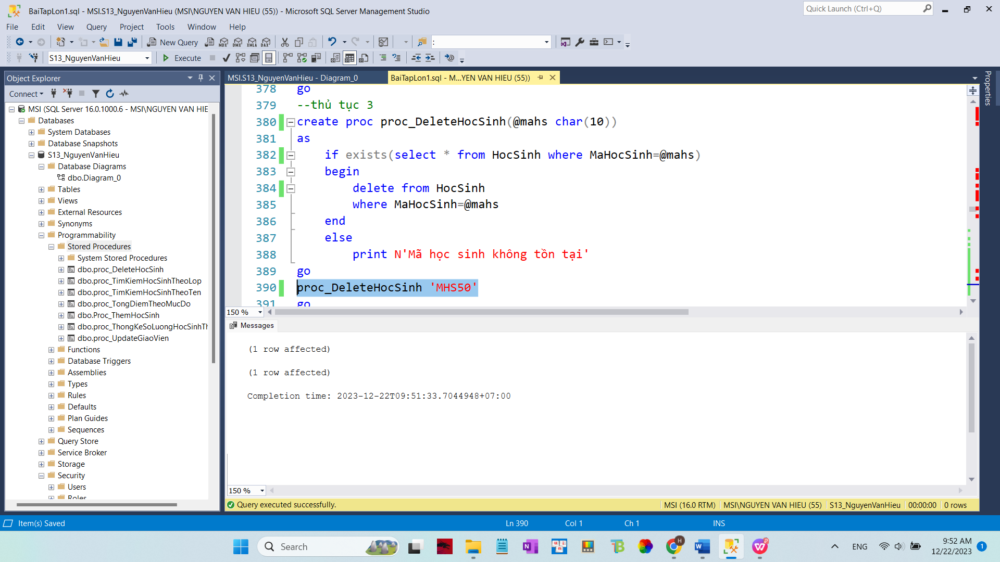 BaiTapLon1.sql - MSI.S13_NguyenVanHieu (MSI\NGUYEN VAN HIEU (55)) - Microsoft SQL Server Management Studio
Quick Launch (Ctrl+Q)
File Edit View Query Project Tools Window Help
New Query
MDX DMX XMLA DAX
:
S13_NguyenVanHieu
Execute
Object Explorer
Connect
MSI (SQL Server 16.0.1000.6 - MSI\NGUYEN VAN HIE
Databases
System Databases
Database Snapshots
S13_NguyenVanHieu
Database Diagrams
dbo.Diagram_0
Tables
Views
External Resources
Synonyms
Programmability
Stored Procedures
System Stored Procedures
dbo.proc_DeleteHocSinh
dbo.proc_TimKiemHocSinhTheoLop
dbo.proc_TimKiemHocSinhTheoTen
dbo.proc_TongDiemTheoMucDo
dbo.Proc_ThemHocSinh
dbo.proc_ThongKeSoLuongHocSinhTh
dbo.proc_UpdateGiaoVien
Functions
Database Triggers
Assemblies
Types
Rules
Defaults
Plan Guides
Sequences
Query Store
Service Broker
Storage
Security
Users
Roles
MSI.S13_NguyenVanHieu - Diagram_0
BaiTapLon1.sql - M...YEN VAN HIEU (55))
Properties
378 go
379 --thủ tục 3
380 create proc proc_DeleteHocSinh(@mahs char(10))
381 as
382 if exists(select * from HocSinh where MaHocSinh=@mahs)
383 begin
384 delete from HocSinh
385 where MaHocSinh=@mahs
386 end
387 else
388 print N'Mã học sinh không tồn tại'
389 go
390 proc_DeleteHocSinh 'MHS50'
391 go
150 %
Messages
(1 row affected)
(1 row affected)
Completion time: 2023-12-22T09:51:33.7044948+07:00
150 %
Query executed successfully.
MSI (16.0 RTM) MSI\NGUYEN VAN HIEU (55) S13_NguyenVanHieu 00:00:00 0 rows
Item(s) Saved
Ln 390 Col 1 Ch 1 INS
Search
ENG
9:52 AM
12/22/2023
1